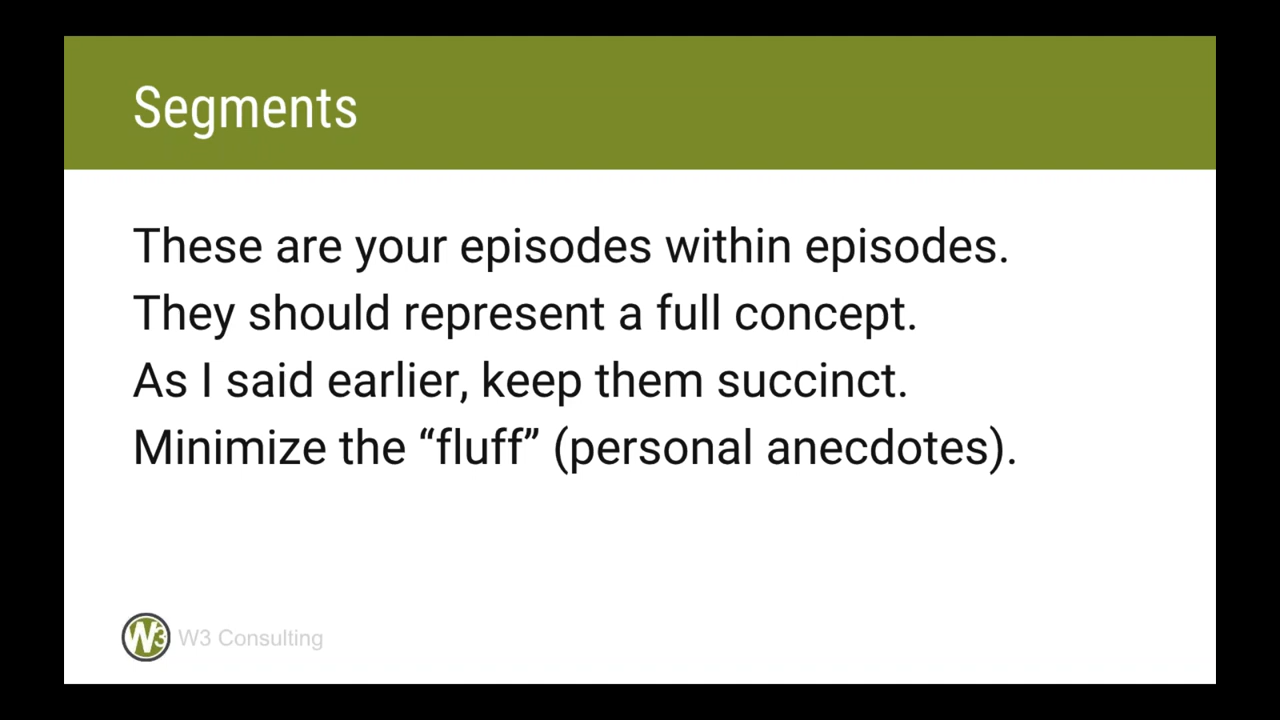 Segments
These are your episodes within episodes.
They should represent a full concept.
As I said earlier, keep them succinct.
Minimize the “fluff” (personal anecdotes).
W3 W3 Consulting